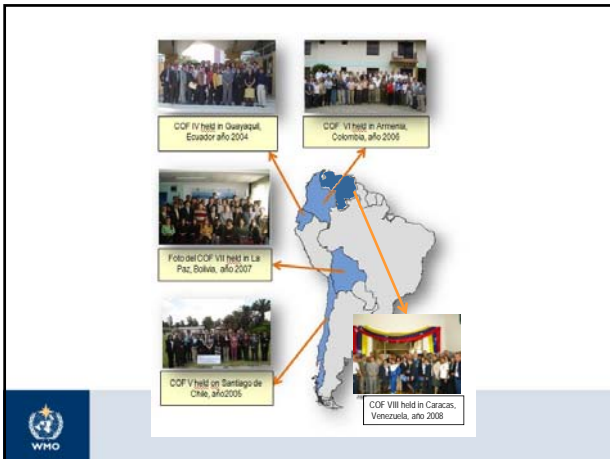 COF IV held in Guayaquil,
Ecuador año 2004
COF VI held in Armenia,
Colombia, año 2006
Foto del COF VII held in La
Paz, Bolivia, año 2007
COF V held on Santiago de
Chile, año2005
COF VIII held in Caracas,
Venezuela, año 2008
WMO